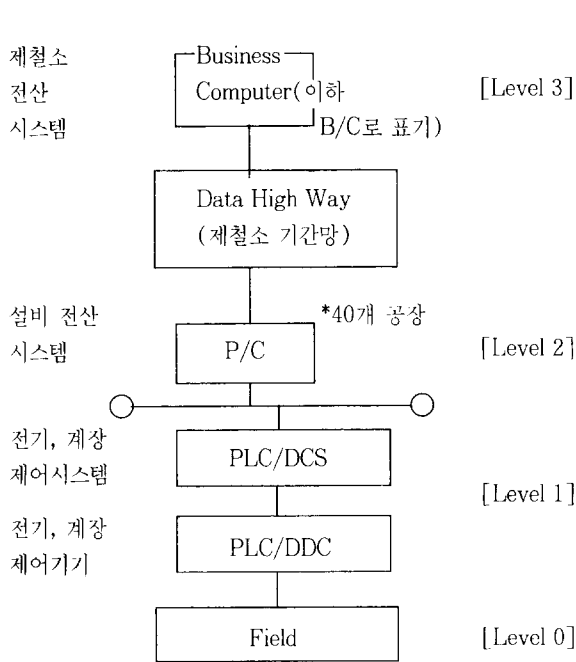 제철소
전산
시스템
Business
Computer(이하
B/C로 표기)
[Level 3]
Data High Way
(제철소 기간망)
설비 전산
시스템
P/C
*40개 공장
[Level 2]
전기, 계장
제어시스템
PLC/DCS
[Level 1]
전기, 계장
제어기기
PLC/DDC
Field
[Level 0]